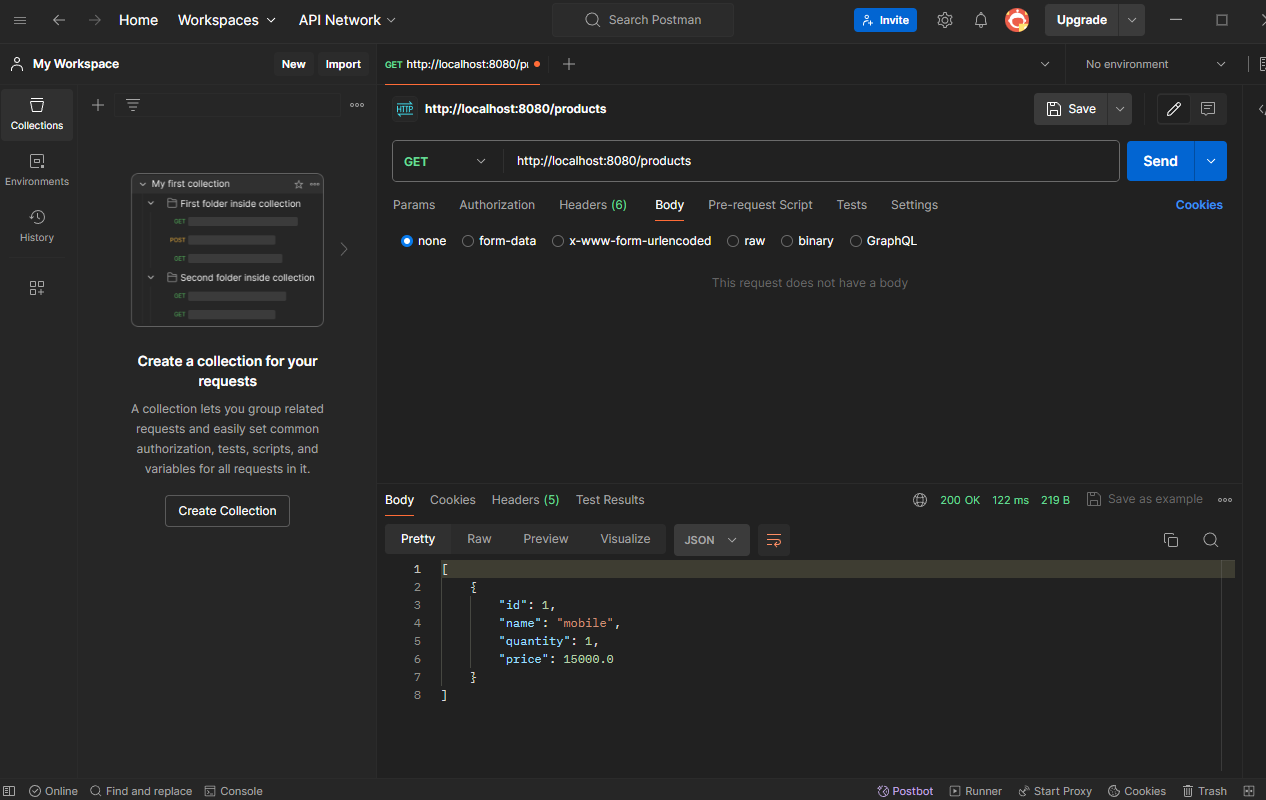 Home Workspaces API Network Search Postman Invite Upgrade
My Workspace New Import GET http://localhost:8080/p No environment
Collections
Environments
History
My first collection
First folder inside collection
GET
POST
GET
Second folder inside collection
GET
GET
Create a collection for your
requests
A collection lets you group related
requests and easily set common
authorization, tests, scripts, and
variables for all requests in it.
Create Collection
HTTP http://localhost:8080/products Save
GET http://localhost:8080/products Send
Params Authorization Headers (6) Body Pre-request Script Tests Settings Cookies
none form-data x-www-form-urlencoded raw binary GraphQL
This request does not have a body
Body Cookies Headers (5) Test Results 200 OK 122 ms 219 B Save as example
Pretty Raw Preview Visualize JSON
1 [
2 {
3 "id": 1,
4 "name": "mobile",
5 "quantity": 1,
6 "price": 15000.0
7 }
8 ]
Online Find and replace Console Postbot Runner Start Proxy Cookies Trash